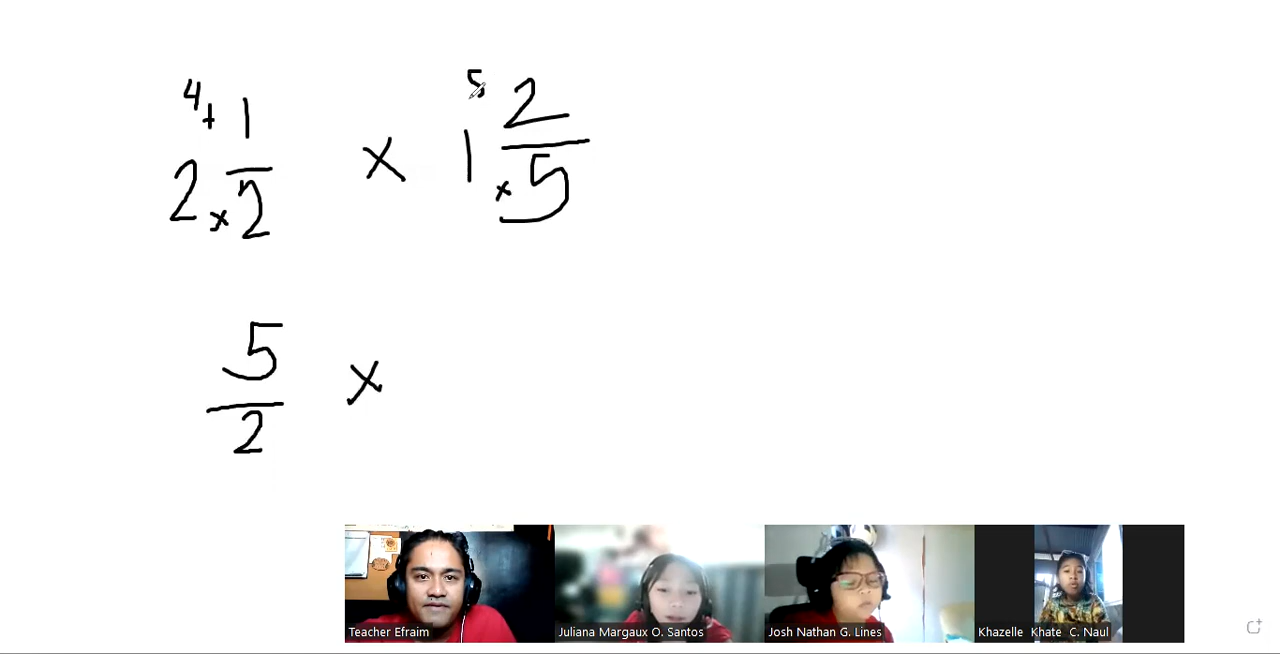 4+ 1 5 2
2 × 2 × 1 × 5
5 ×
2
Teacher Efraim Juliana Margaux O. Santos Josh Nathan G. Lines Khazelle Khate C. Naul